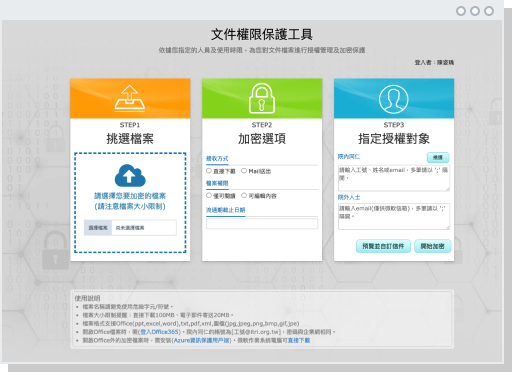 文件權限保護工具
依據您指定的人員及使用時限，為您對文件檔案進行授權管理及加密保護
登入者：陳姿瑀
STEP1
挑選檔案
請選擇您要加密的檔案
(請注意檔案大小限制)
選擇檔案 尚未選擇檔案
STEP2
加密選項
接收方式
直接下載 Mail送出
檔案權限
僅可閱讀 可編輯內容
流通期截止日期
STEP3
指定授權對象
院內同仁
挑選
請輸入工號、姓名或email，多筆請以 ';' 隔
開。
院外人士
請輸入email(僅供微軟信箱)，多筆請以 ';'
隔開。
預覽並自訂信件 開始加密
使用說明
檔案名稱請避免使用危險字元/符號。
檔案大小限制提醒：直接下載100MB、電子郵件寄送20MB。
檔案格式支援Office(ppt,excel,word),txt,pdf,xml,圖檔(jpg,jpeg,png,bmp,gif,jpe)
開啟Office檔案時，需(登入Office365)，院內同仁的帳號為[工號@itri.org.tw]，密碼與企業網相同。
開啟Office外的加密檔案時，需安裝(Azure資訊保護用戶端)，微軟作業系統電腦可直接下載